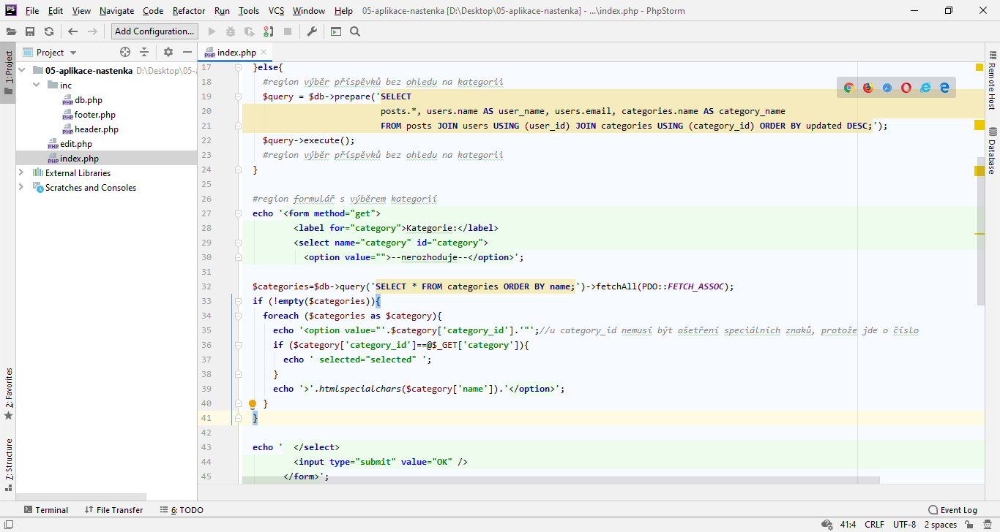 PS File Edit View Navigate Code Refactor Run Tools VCS Window Help 05-aplikace-nastenka [D:\Desktop\05-aplikace-nastenka] - ...\index.php - PhpStorm
Add Configuration...
1: Project
Project
index.php
05-aplikace-nastenka D:\Desktop\05-a
inc
db.php
footer.php
header.php
edit.php
index.php
External Libraries
Scratches and Consoles
2: Favorites
7: Structure
17 }else{
18 #region výběr příspěvků bez ohledu na kategorii
19 $query = $db->prepare('SELECT
20 posts.*, users.name AS user_name, users.email, categories.name AS category_name
21 FROM posts JOIN users USING (user_id) JOIN categories USING (category_id) ORDER BY updated DESC;');
22 $query->execute();
23 #region výběr příspěvků bez ohledu na kategorii
24 }
25
26 #region formulář s výběrem kategorií
27 echo '<form method="get">
28 <label for="category">Kategorie:</label>
29 <select name="category" id="category">
30 <option value="">--nerozhoduje--</option>';
31
32 $categories=$db->query('SELECT * FROM categories ORDER BY name;')->fetchAll(PDO::FETCH_ASSOC);
33 if (!empty($categories)){
34 foreach ($categories as $category){
35 echo '<option value="'.$category['category_id'].'"';//u category_id nemusí být ošetření speciálních znaků, protože jde o číslo
36 if ($category['category_id']==@$_GET['category']){
37 echo ' selected="selected" ';
38 }
39 echo '>'.htmlspecialchars($category['name']).'</option>';
40 }
41 }
42
43 echo '  </select>
44 <input type="submit" value="OK" />
45 </form>';
Remote Host
Database
Terminal File Transfer 6: TODO Event Log
41:4 CRLF UTF-8 2 spaces